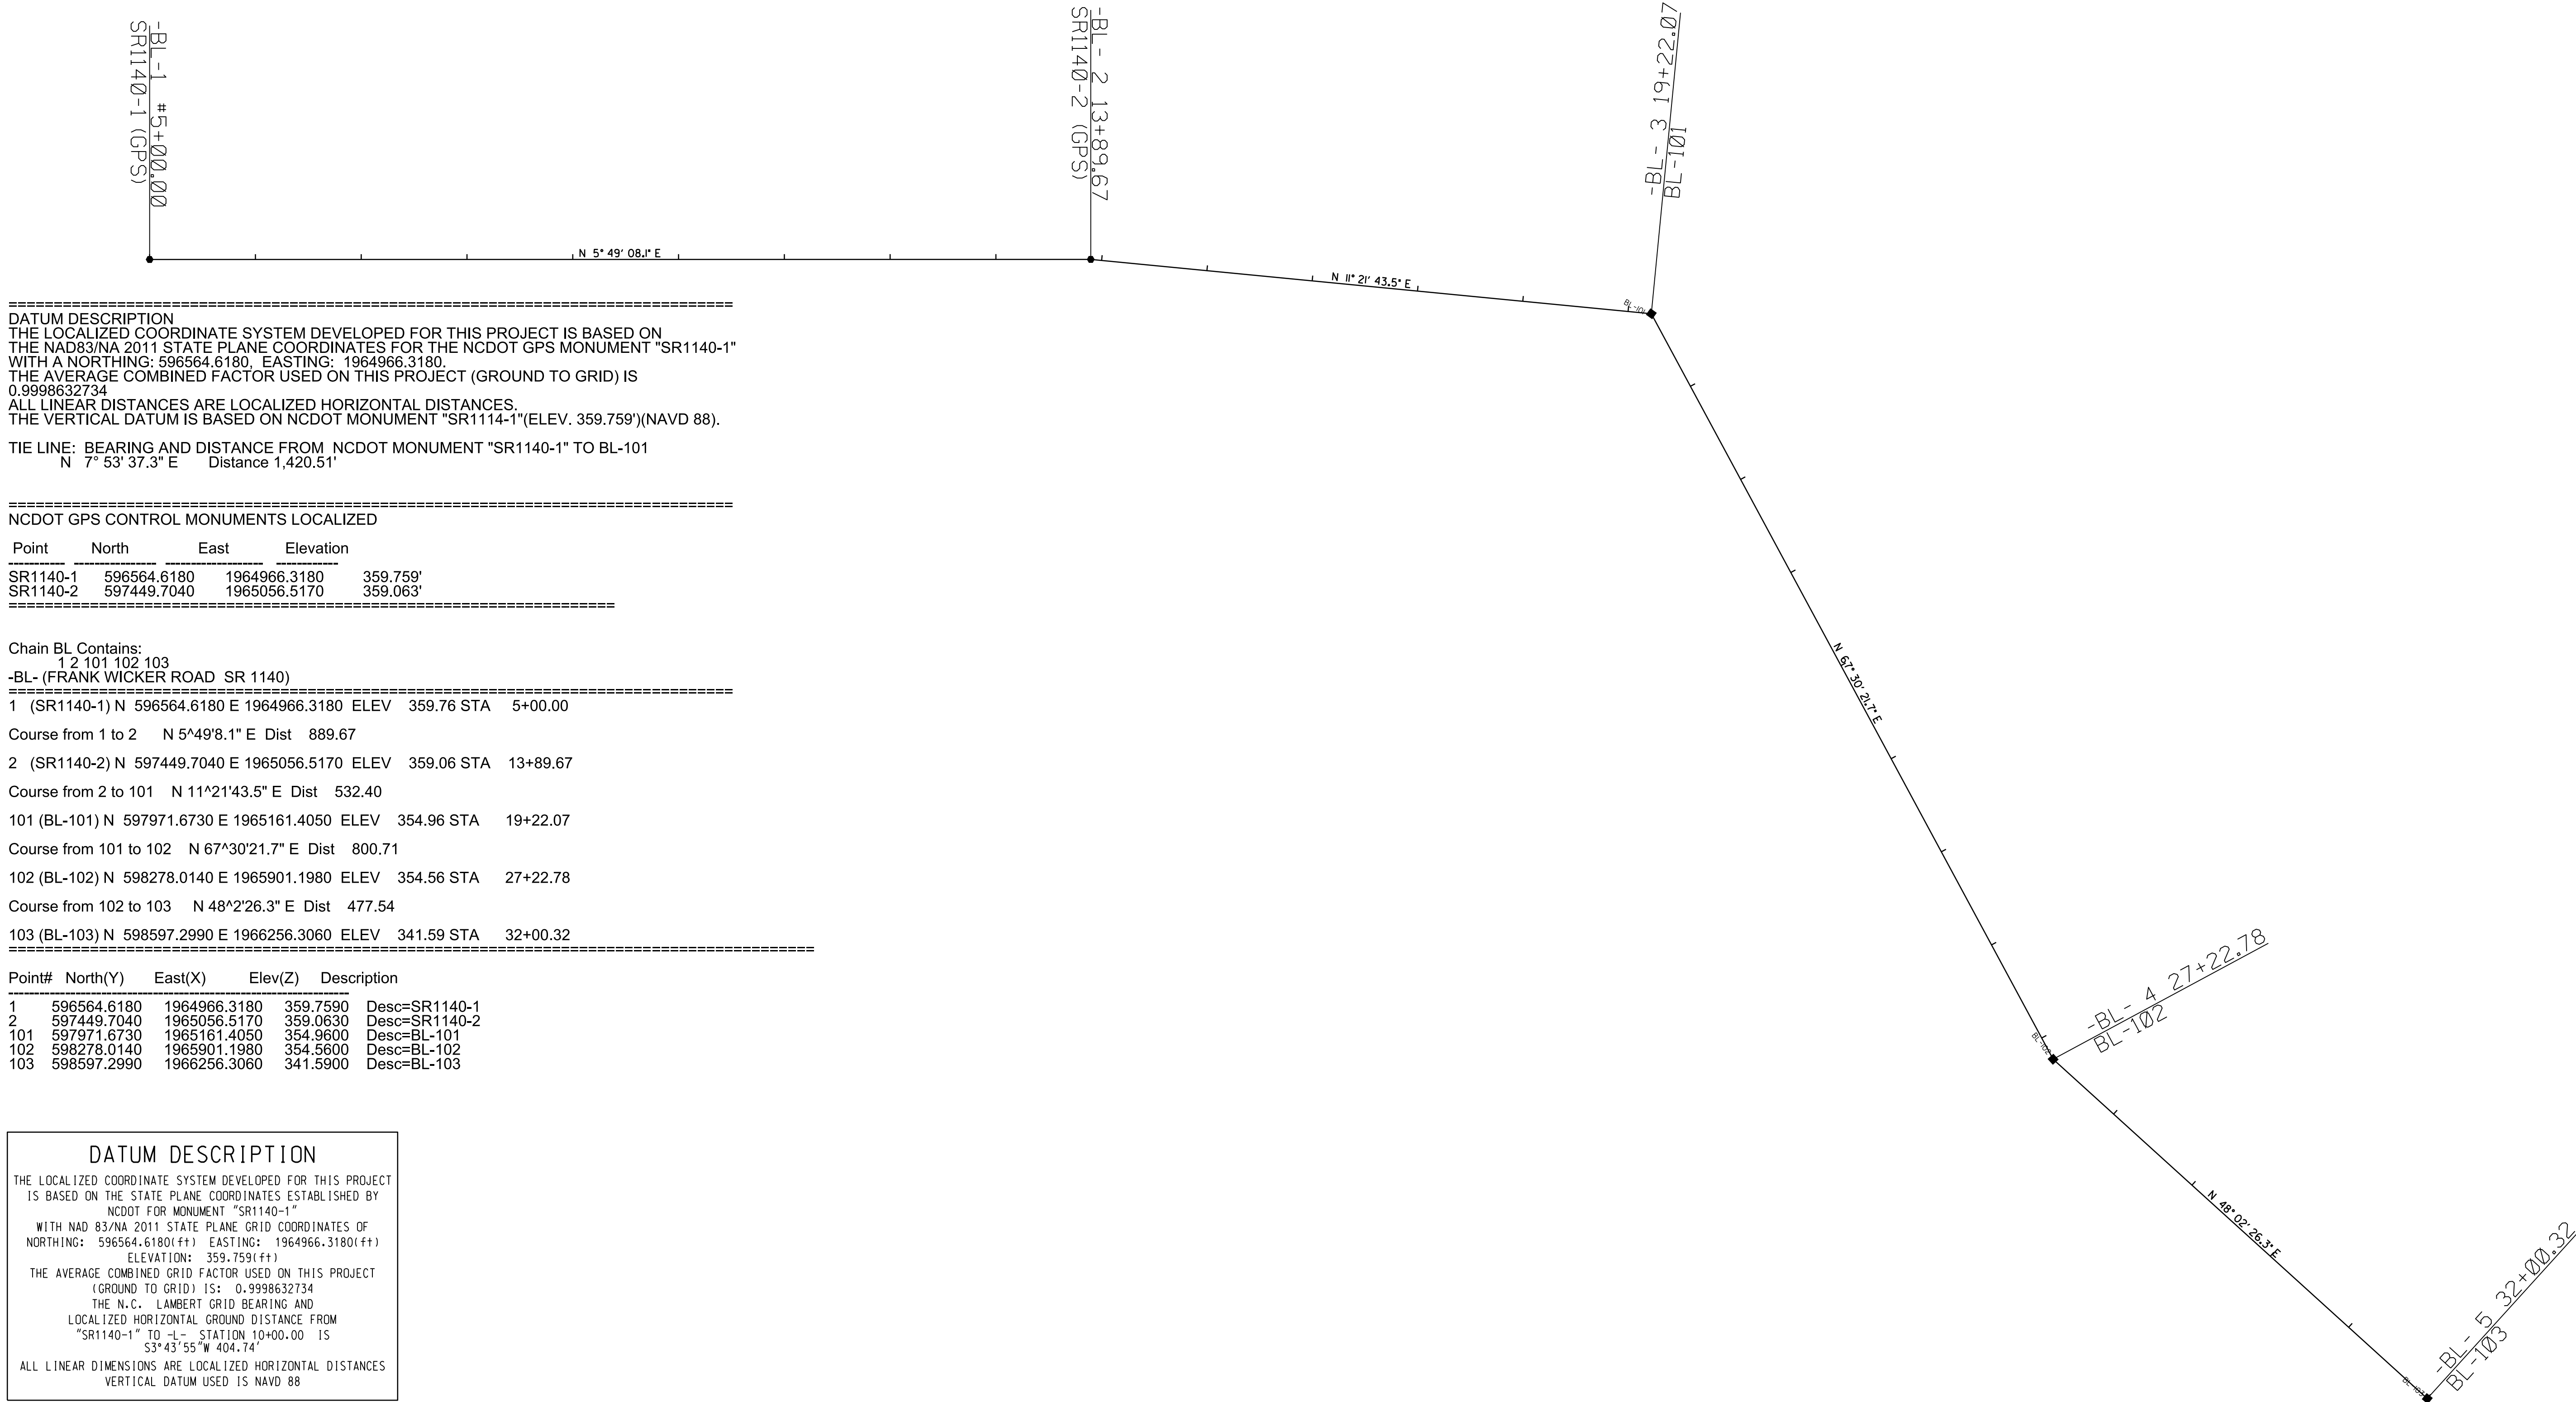 -BL -1 #5+00.00
SR1140-1 (GPS)
-BL - 2 13+89.67
SR1140-2 (GPS)
-BL - 3 19+22.07
BL-101
N 5° 49' 08.1" E
N 11° 21' 43.5" E
BL-101
================================================================================
DATUM DESCRIPTION
THE LOCALIZED COORDINATE SYSTEM DEVELOPED FOR THIS PROJECT IS BASED ON
THE NAD83/NA 2011 STATE PLANE COORDINATES FOR THE NCDOT GPS MONUMENT "SR1140-1"
WITH A NORTHING: 596564.6180, EASTING: 1964966.3180.
THE AVERAGE COMBINED FACTOR USED ON THIS PROJECT (GROUND TO GRID) IS
0.9998632734
ALL LINEAR DISTANCES ARE LOCALIZED HORIZONTAL DISTANCES.
THE VERTICAL DATUM IS BASED ON NCDOT MONUMENT "SR1114-1"(ELEV. 359.759')(NAVD 88).
TIE LINE: BEARING AND DISTANCE FROM NCDOT MONUMENT "SR1140-1" TO BL-101
N 7° 53' 37.3" E Distance 1,420.51'
================================================================================
NCDOT GPS CONTROL MONUMENTS LOCALIZED
Point North East Elevation
----------- ---------------- ------------------- ------------
SR1140-1 596564.6180 1964966.3180 359.759'
SR1140-2 597449.7040 1965056.5170 359.063'
===================================================================
Chain BL Contains:
1 2 101 102 103
-BL- (FRANK WICKER ROAD SR 1140)
================================================================================
1 (SR1140-1) N 596564.6180 E 1964966.3180 ELEV 359.76 STA 5+00.00
Course from 1 to 2 N 5^49'8.1" E Dist 889.67
2 (SR1140-2) N 597449.7040 E 1965056.5170 ELEV 359.06 STA 13+89.67
Course from 2 to 101 N 11^21'43.5" E Dist 532.40
101 (BL-101) N 597971.6730 E 1965161.4050 ELEV 354.96 STA 19+22.07
Course from 101 to 102 N 67^30'21.7" E Dist 800.71
102 (BL-102) N 598278.0140 E 1965901.1980 ELEV 354.56 STA 27+22.78
Course from 102 to 103 N 48^2'26.3" E Dist 477.54
103 (BL-103) N 598597.2990 E 1966256.3060 ELEV 341.59 STA 32+00.32
=========================================================================================
Point# North(Y) East(X) Elev(Z) Description
-------------------------------------------------------------------
1 596564.6180 1964966.3180 359.7590 Desc=SR1140-1
2 597449.7040 1965056.5170 359.0630 Desc=SR1140-2
101 597971.6730 1965161.4050 354.9600 Desc=BL-101
102 598278.0140 1965901.1980 354.5600 Desc=BL-102
103 598597.2990 1966256.3060 341.5900 Desc=BL-103
N 67° 30' 21.7" E
-BL - 4 27+22.78
BL-102
BL-102
N 48° 02' 26.3" E
-BL - 5 32+00.32
BL-103
BL-103
DATUM DESCRIPTION
THE LOCALIZED COORDINATE SYSTEM DEVELOPED FOR THIS PROJECT
IS BASED ON THE STATE PLANE COORDINATES ESTABLISHED BY
NCDOT FOR MONUMENT "SR1140-1"
WITH NAD 83/NA 2011 STATE PLANE GRID COORDINATES OF
NORTHING: 596564.6180(ft) EASTING: 1964966.3180(ft)
ELEVATION: 359.759(ft)
THE AVERAGE COMBINED GRID FACTOR USED ON THIS PROJECT
(GROUND TO GRID) IS: 0.9998632734
THE N.C. LAMBERT GRID BEARING AND
LOCALIZED HORIZONTAL GROUND DISTANCE FROM
"SR1140-1" TO -L- STATION 10+00.00 IS
S3°43'55"W 404.74'
ALL LINEAR DIMENSIONS ARE LOCALIZED HORIZONTAL DISTANCES
VERTICAL DATUM USED IS NAVD 88